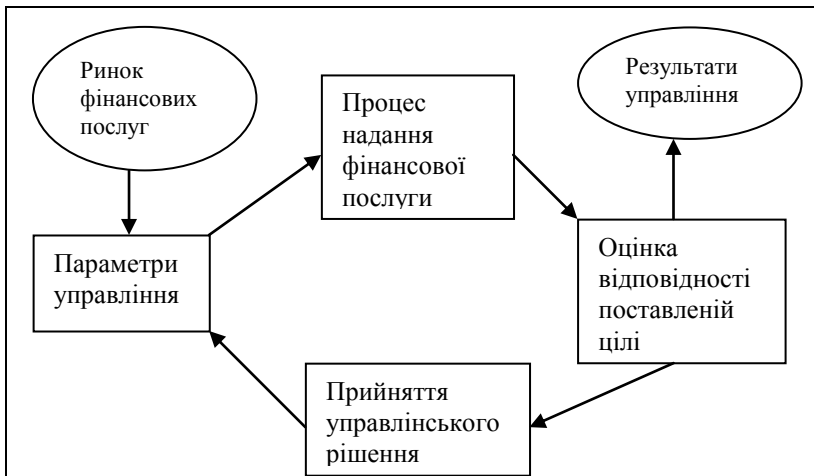 Ринок
фінансових
послуг
Процес
надання
фінансової
послуги
Результати
управління
Параметри
управління
Оцінка
відповідності
поставленій
цілі
Прийняття
управлінського
рішення